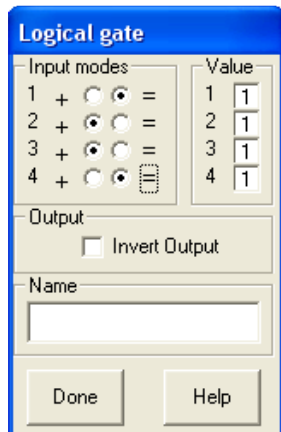 Logical gate
Input modes Value
1 + = 1 1
2 + = 2 1
3 + = 3 1
4 + = 4 1
Output
Invert Output
Name
Done Help